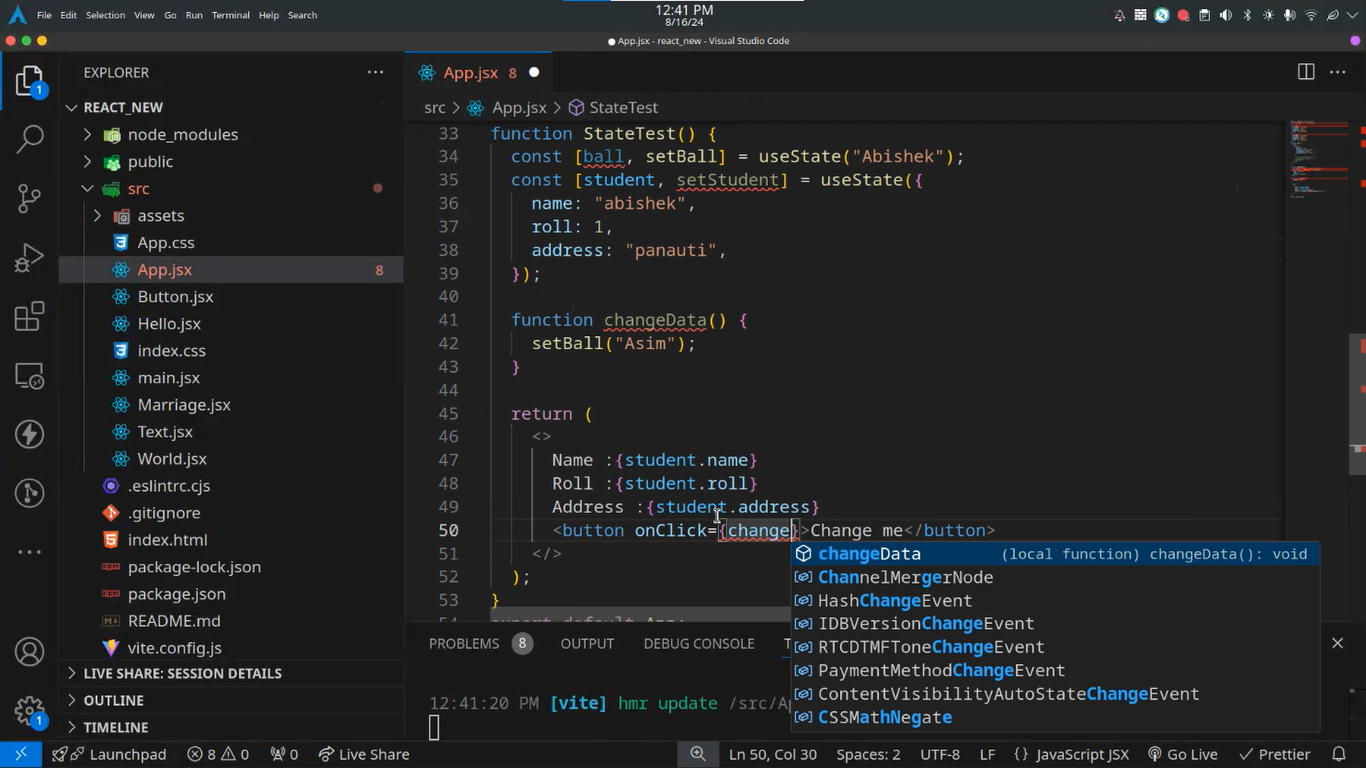 File Edit Selection View Go Run Terminal Help Search
12:41 PM
8/16/24
● App.jsx - react_new - Visual Studio Code
EXPLORER
REACT_NEW
node_modules
public
src
assets
App.css
App.jsx 8
Button.jsx
Hello.jsx
index.css
main.jsx
Marriage.jsx
Text.jsx
World.jsx
.eslintrc.cjs
.gitignore
index.html
package-lock.json
package.json
README.md
vite.config.js
LIVE SHARE: SESSION DETAILS
OUTLINE
TIMELINE
1
1
App.jsx 8
src > App.jsx > StateTest
33 function StateTest() {
34 const [ball, setBall] = useState("Abishek");
35 const [student, setStudent] = useState({
36 name: "abishek",
37 roll: 1,
38 address: "panauti",
39 });
40
41 function changeData() {
42 setBall("Asim");
43 }
44
45 return (
46 <>
47 Name :{student.name}
48 Roll :{student.roll}
49 Address :{student.address}
50 <button onClick={change}>Change me</button>
51 </>
52 );
53 }
changeData (local function) changeData(): void
ChannelMergerNode
HashChangeEvent
IDBVersionChangeEvent
RTCDTMFToneChangeEvent
PaymentMethodChangeEvent
ContentVisibilityAutoStateChangeEvent
CSSMathNegate
PROBLEMS 8 OUTPUT DEBUG CONSOLE
12:41:20 PM [vite] hmr update /src/A
Launchpad 8 0 0 Live Share Ln 50, Col 30 Spaces: 2 UTF-8 LF {} JavaScript JSX Go Live Prettier